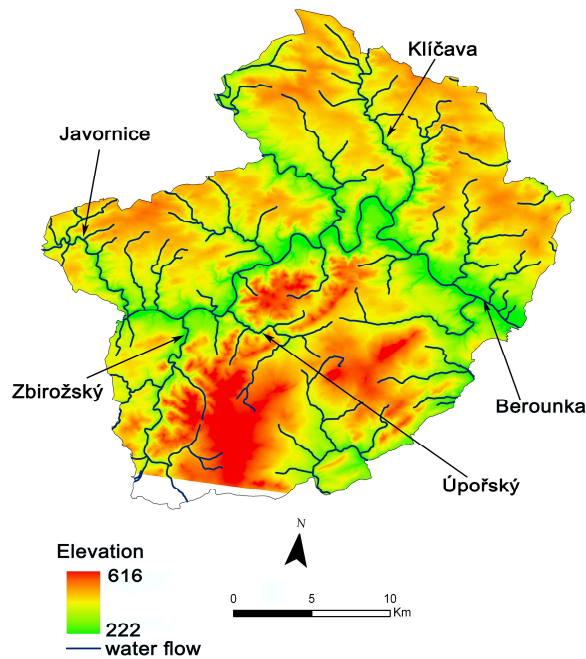 Klíčava
Javornice
Zbirožský
Berounka
Úpořský
N
Elevation
616
222
water flow
0 5 10
Km